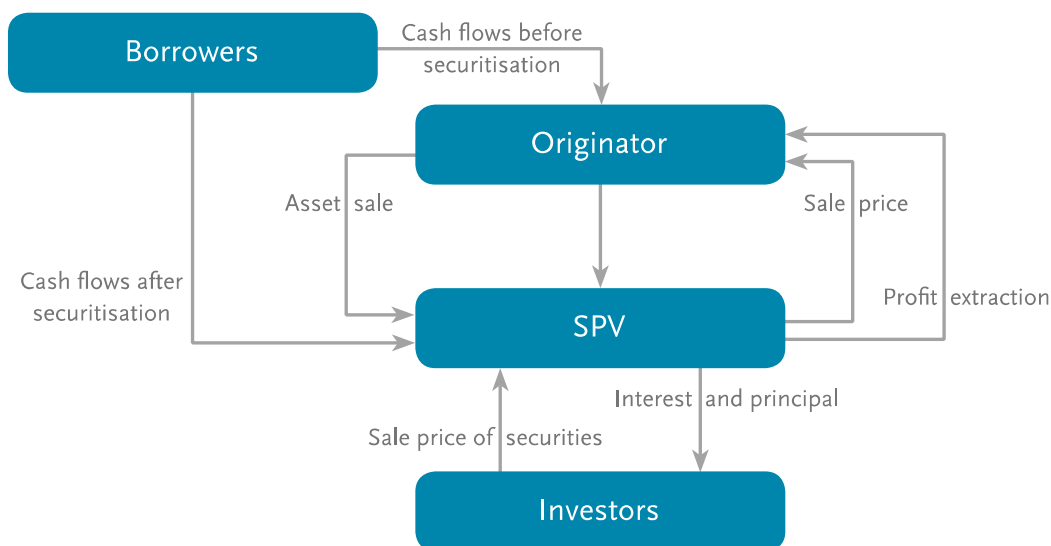 Borrowers
Cash flows before
securitisation
Originator
Asset sale
Sale price
Cash flows after
securitisation
Profit extraction
SPV
Interest and principal
Sale price of securities
Investors